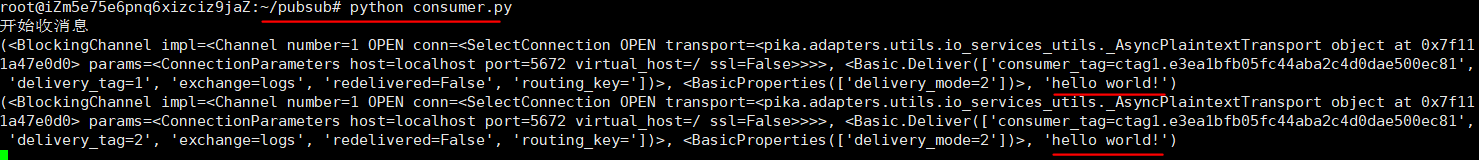 root@iZm5e75e6pnq6xizciz9jaZ:~/pubsub# python consumer.py
开始收消息
(<BlockingChannel impl=<Channel number=1 OPEN conn=<SelectConnection OPEN transport=<pika.adapters.utils.io_services_utils._AsyncPlaintextTransport object at 0x7f11
1a47e0d0> params=<ConnectionParameters host=localhost port=5672 virtual_host=/ ssl=False>>>>, <Basic.Deliver(['consumer_tag=ctag1.e3ea1bfb05fc44aba2c4d0dae500ec81',
'delivery_tag=1', 'exchange=logs', 'redelivered=False', 'routing_key='])>, <BasicProperties(['delivery_mode=2'])>, 'hello world!')
(<BlockingChannel impl=<Channel number=1 OPEN conn=<SelectConnection OPEN transport=<pika.adapters.utils.io_services_utils._AsyncPlaintextTransport object at 0x7f11
1a47e0d0> params=<ConnectionParameters host=localhost port=5672 virtual_host=/ ssl=False>>>>, <Basic.Deliver(['consumer_tag=ctag1.e3ea1bfb05fc44aba2c4d0dae500ec81',
'delivery_tag=2', 'exchange=logs', 'redelivered=False', 'routing_key='])>, <BasicProperties(['delivery_mode=2'])>, 'hello world!')